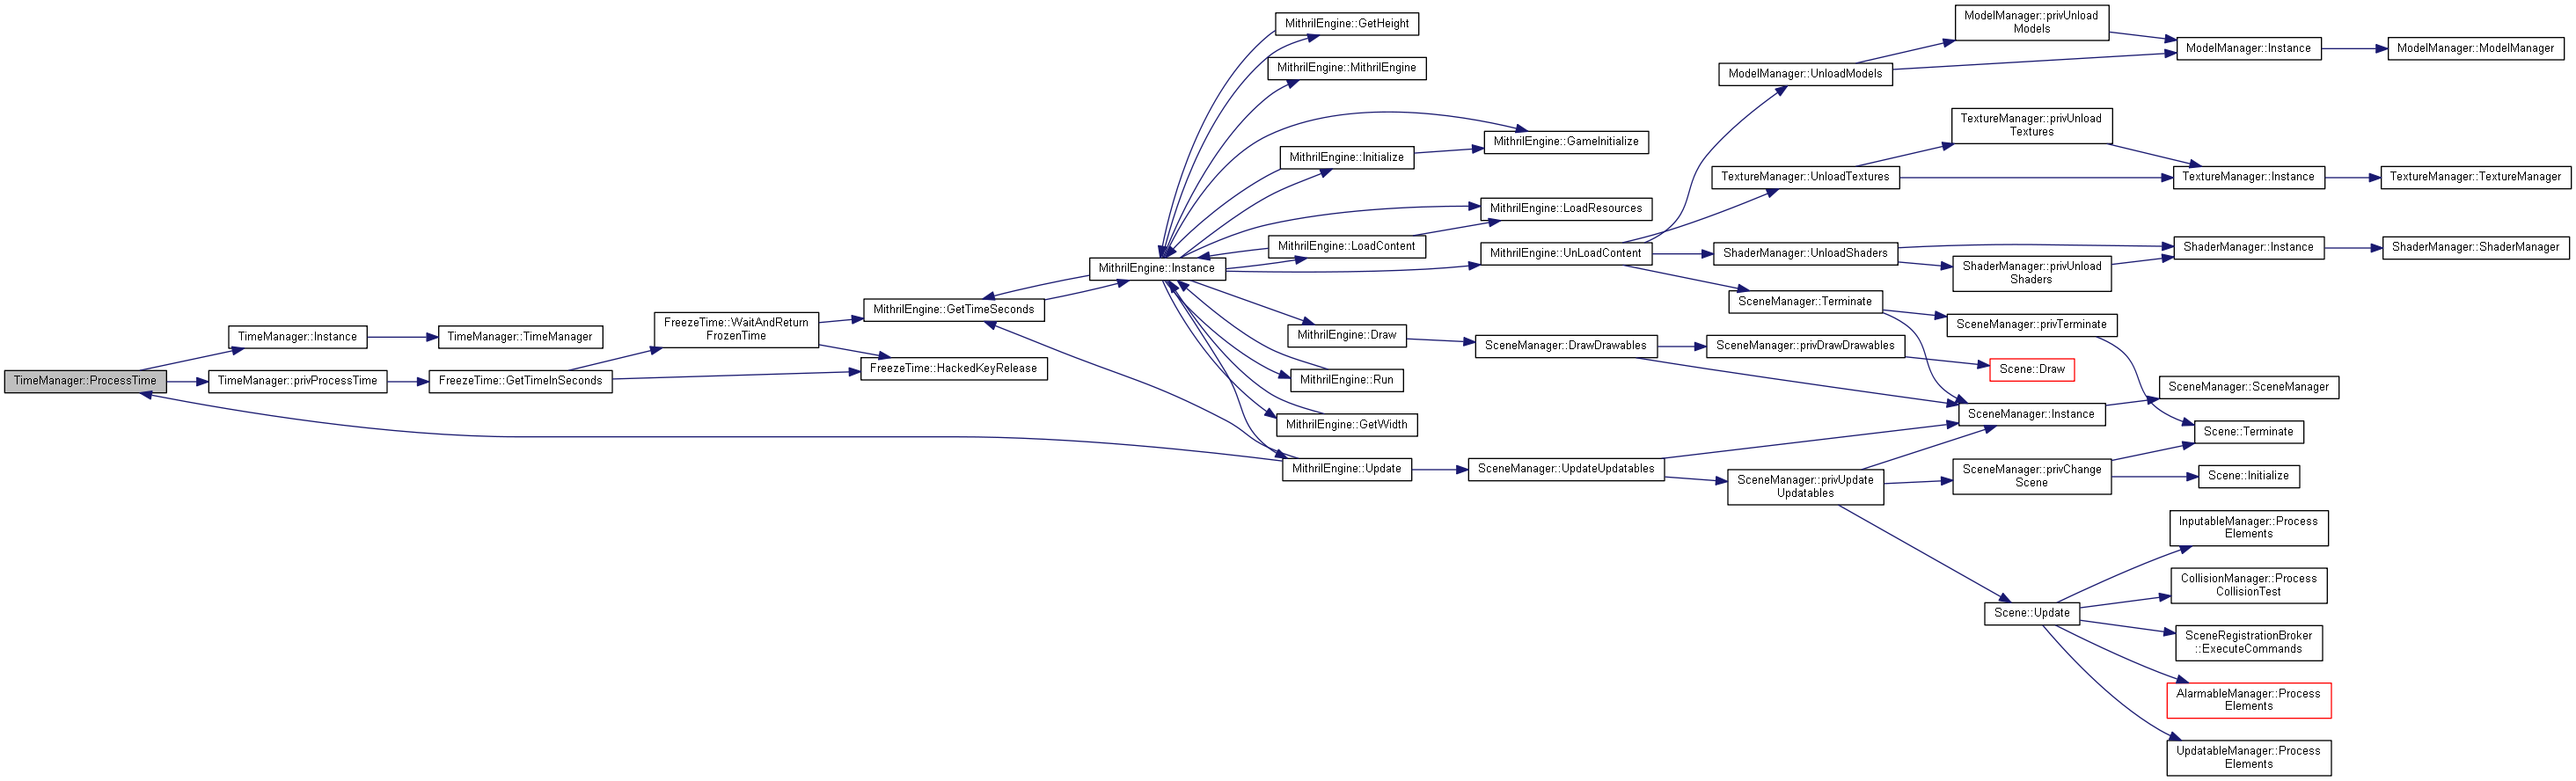 TimeManager::ProcessTime
TimeManager::Instance
TimeManager::privProcessTime
TimeManager::TimeManager
FreezeTime::GetTimeInSeconds
FreezeTime::WaitAndReturn
FrozenTime
MithrilEngine::GetTimeSeconds
FreezeTime::HackedKeyRelease
MithrilEngine::Instance
MithrilEngine::GetHeight
MithrilEngine::MithrilEngine
MithrilEngine::GameInitialize
MithrilEngine::Initialize
MithrilEngine::LoadResources
MithrilEngine::LoadContent
MithrilEngine::UnLoadContent
MithrilEngine::Draw
MithrilEngine::Run
MithrilEngine::GetWidth
MithrilEngine::Update
SceneManager::DrawDrawables
SceneManager::UpdateUpdatables
ModelManager::UnloadModels
TextureManager::UnloadTextures
ShaderManager::UnloadShaders
SceneManager::Terminate
SceneManager::privDrawDrawables
SceneManager::privUpdate
Updatables
ModelManager::privUnload
Models
TextureManager::privUnload
Textures
ShaderManager::privUnload
Shaders
SceneManager::privTerminate
Scene::Draw
SceneManager::Instance
SceneManager::privChange
Scene
Scene::Update
ModelManager::Instance
TextureManager::Instance
ShaderManager::Instance
SceneManager::SceneManager
Scene::Terminate
Scene::Initialize
InputableManager::Process
Elements
CollisionManager::Process
CollisionTest
SceneRegistrationBroker
::ExecuteCommands
AlarmableManager::Process
Elements
UpdatableManager::Process
Elements
ModelManager::ModelManager
TextureManager::TextureManager
ShaderManager::ShaderManager